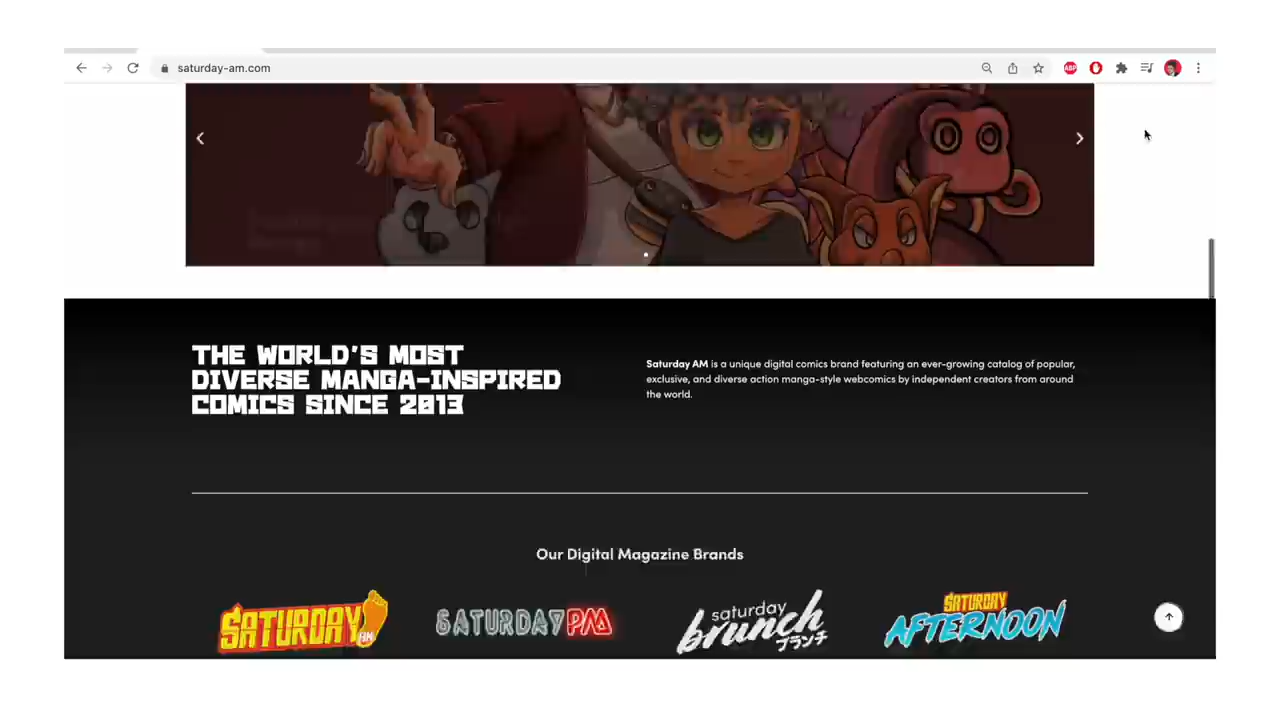 saturday-am.com
ABP
THE WORLD'S MOST
DIVERSE MANGA-INSPIRED
COMICS SINCE 2013
Saturday AM is a unique digital comics brand featuring an ever-growing catalog of popular,
exclusive, and diverse action manga-style webcomics by independent creators from around
the world.
Our Digital Magazine Brands
SATURDAY AM
SATURDAY PM
saturday
brunch
ブランチ
SATURDAY
AFTERNOON